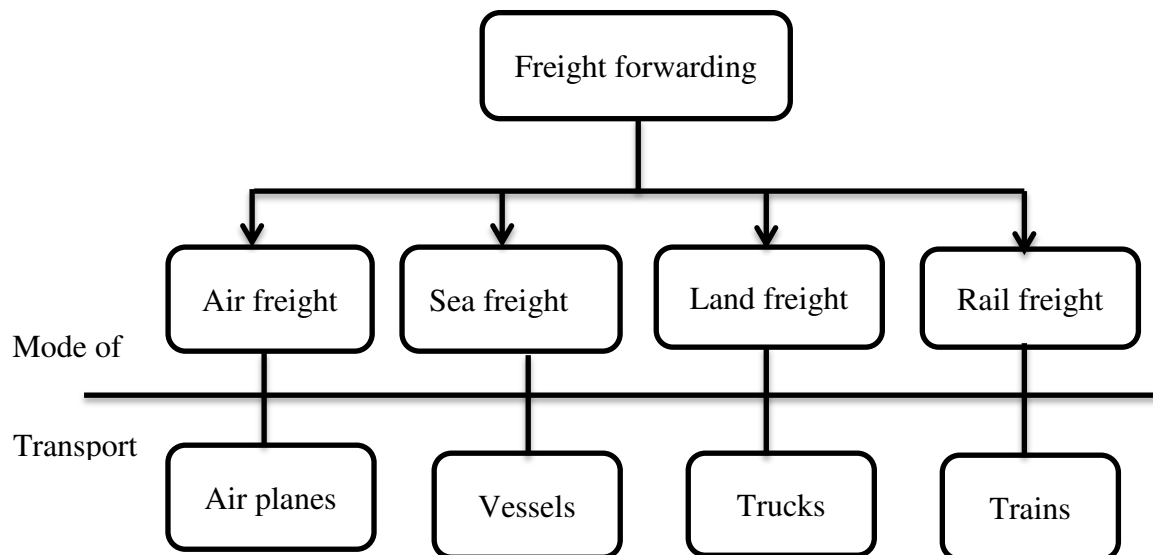 Freight forwarding
Air freight
Sea freight
Land freight
Rail freight
Mode of
Transport
Air planes
Vessels
Trucks
Trains